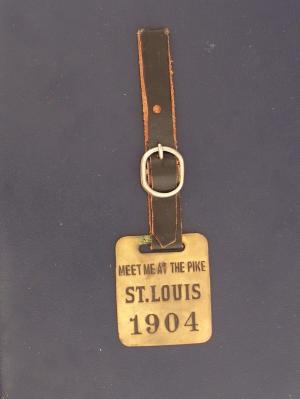 MEET ME AT THE PIKE
ST. LOUIS
1904